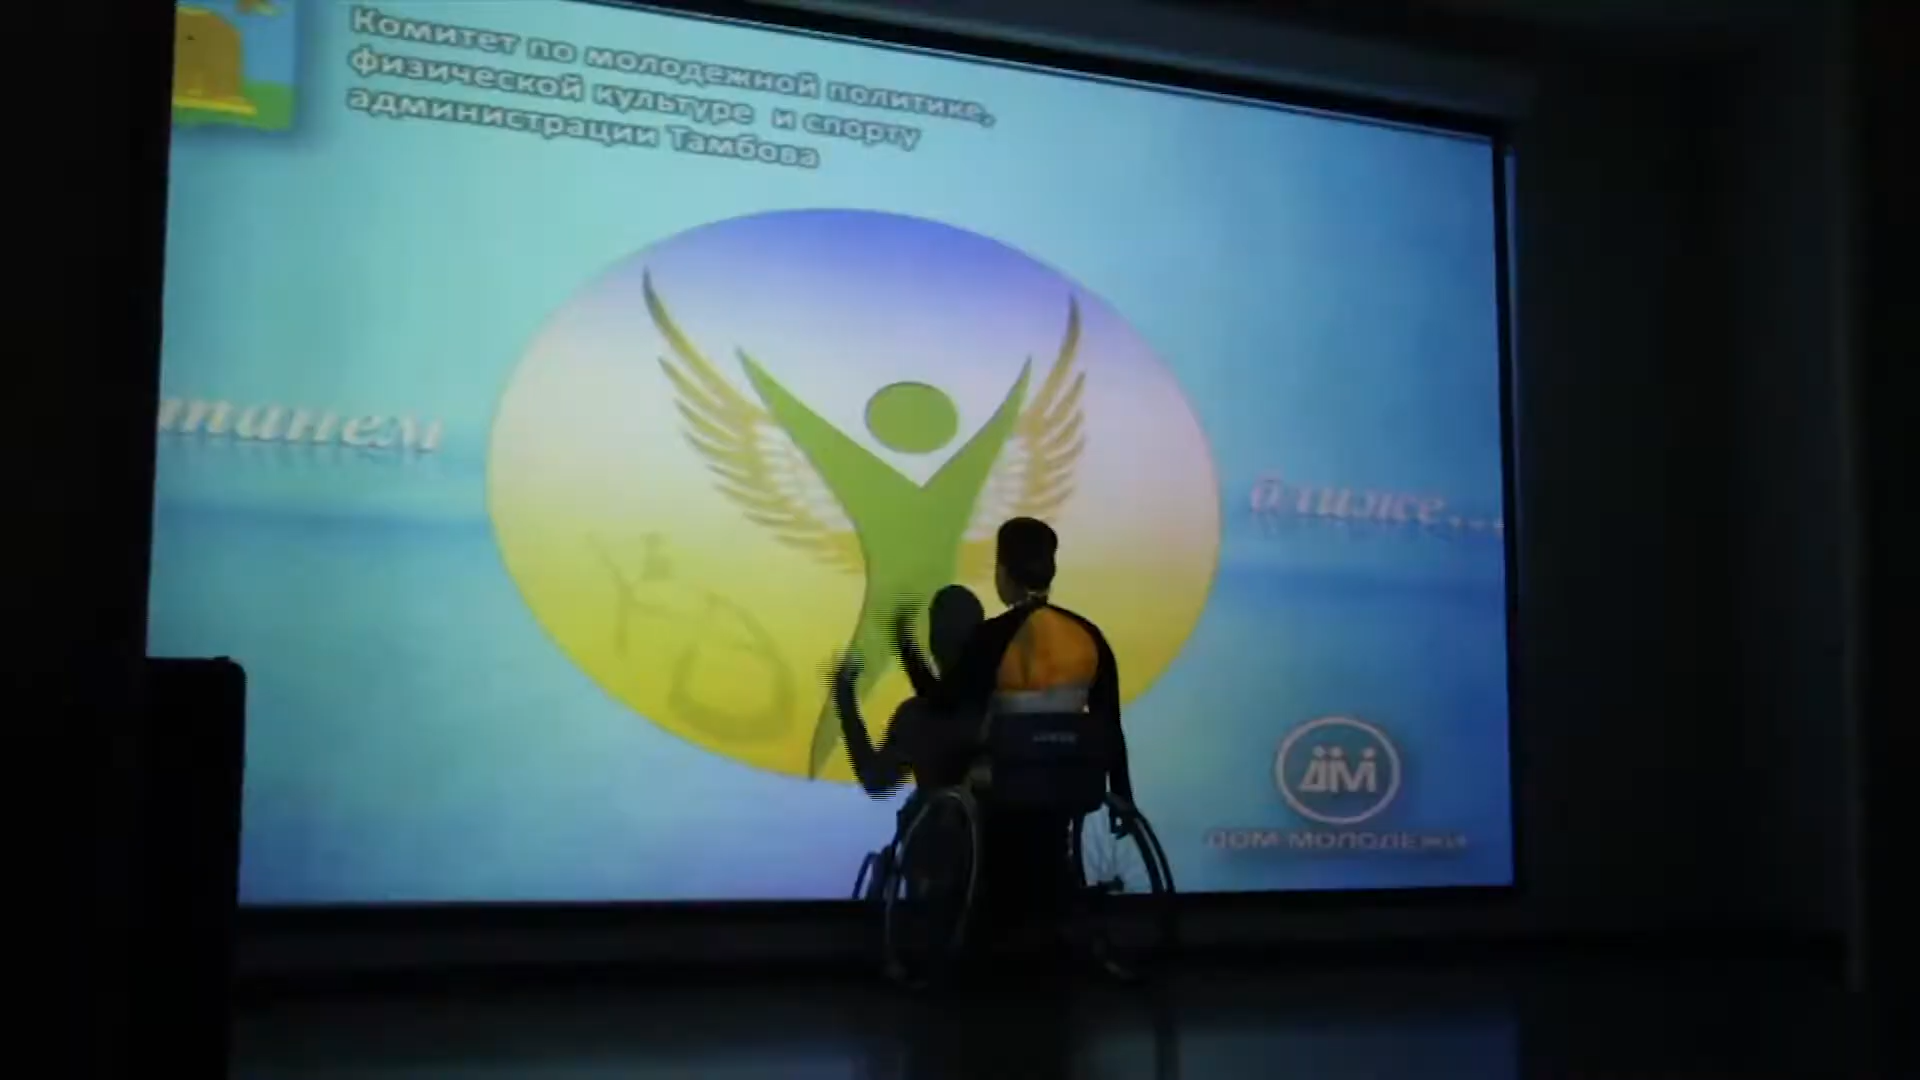 Комитет по молодежной политике,
физической культуре и спорту
администрации Тамбова
танем
ближе...
ДМ
ДОМ МОЛОДЕЖИ